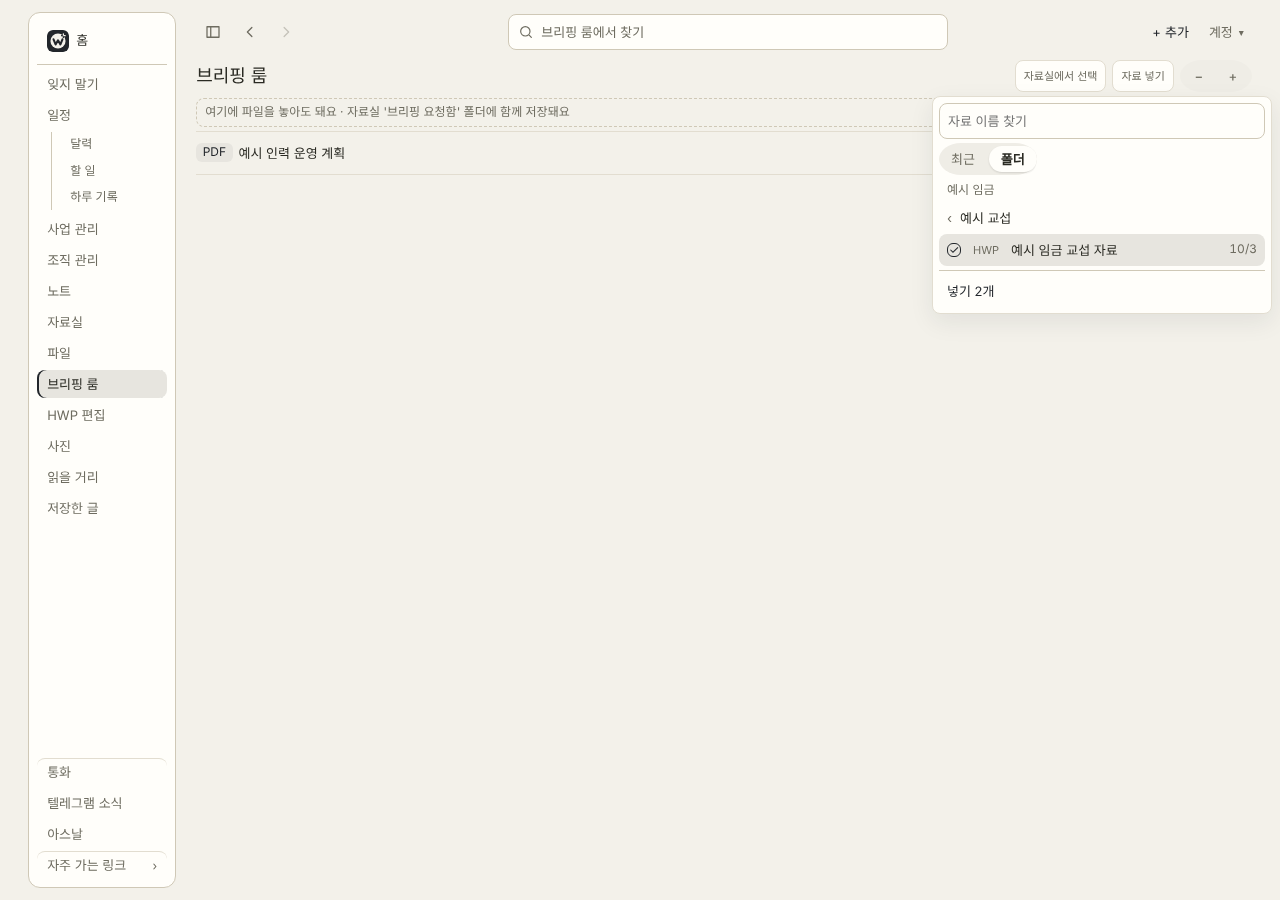 홈
잊지 말기
일정
달력
할 일
하루 기록
사업 관리
조직 관리
노트
자료실
파일
브리핑 룸
HWP 편집
사진
읽을 거리
저장한 글
통화
텔레그램 소식
아스날
자주 가는 링크 ›
브리핑 룸에서 찾기
+ 추가 계정 ▾
브리핑 룸
자료실에서 선택 자료 넣기 − +
여기에 파일을 놓아도 돼요 · 자료실 '브리핑 요청함' 폴더에 함께 저장돼요
PDF 예시 인력 운영 계획
자료 이름 찾기
최근 폴더
예시 임금
‹ 예시 교섭
HWP 예시 임금 교섭 자료 10/3
넣기 2개